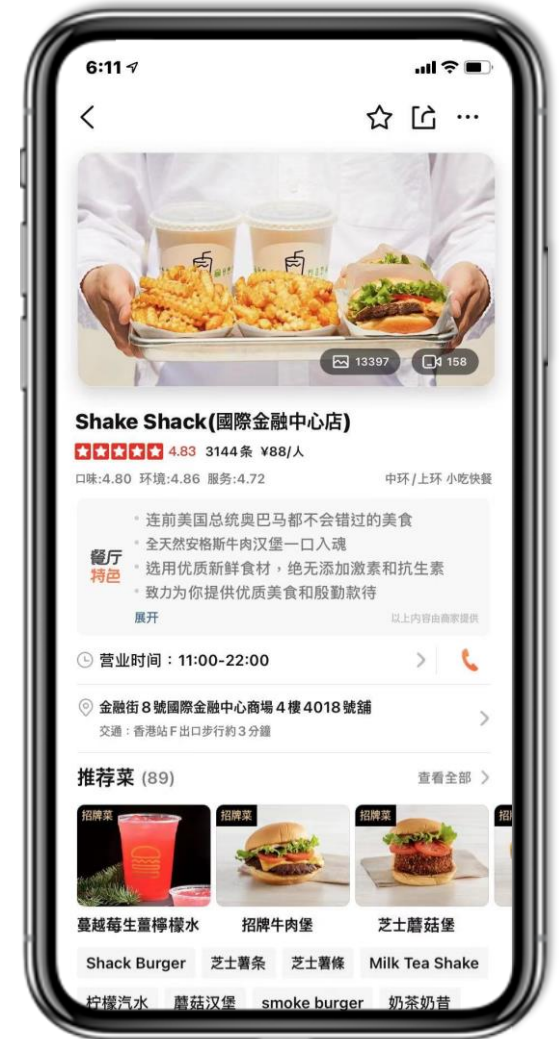 6:11
13397 158
Shake Shack(國際金融中心店)
4.83 3144条 ¥88/人
口味:4.80 环境:4.86 服务:4.72 中环/上环 小吃快餐
餐厅特色
连前美国总统奥巴马都不会错过的美食
全天然安格斯牛肉汉堡一口入魂
选用优质新鲜食材，绝无添加激素和抗生素
致力为你提供优质美食和殷勤款待
展开 以上内容由商家提供
营业时间：11:00-22:00
金融街8號國際金融中心商場4樓4018號舖
交通：香港站F出口步行約3分鐘
推荐菜 (89) 查看全部
招牌菜 招牌菜 招牌菜 招
蔓越莓生薑檸檬水 招牌牛肉堡 芝士蘑菇堡
Shack Burger 芝士薯条 芝士薯條 Milk Tea Shake
柠檬汽水 蘑菇汉堡 smoke burger 奶茶奶昔